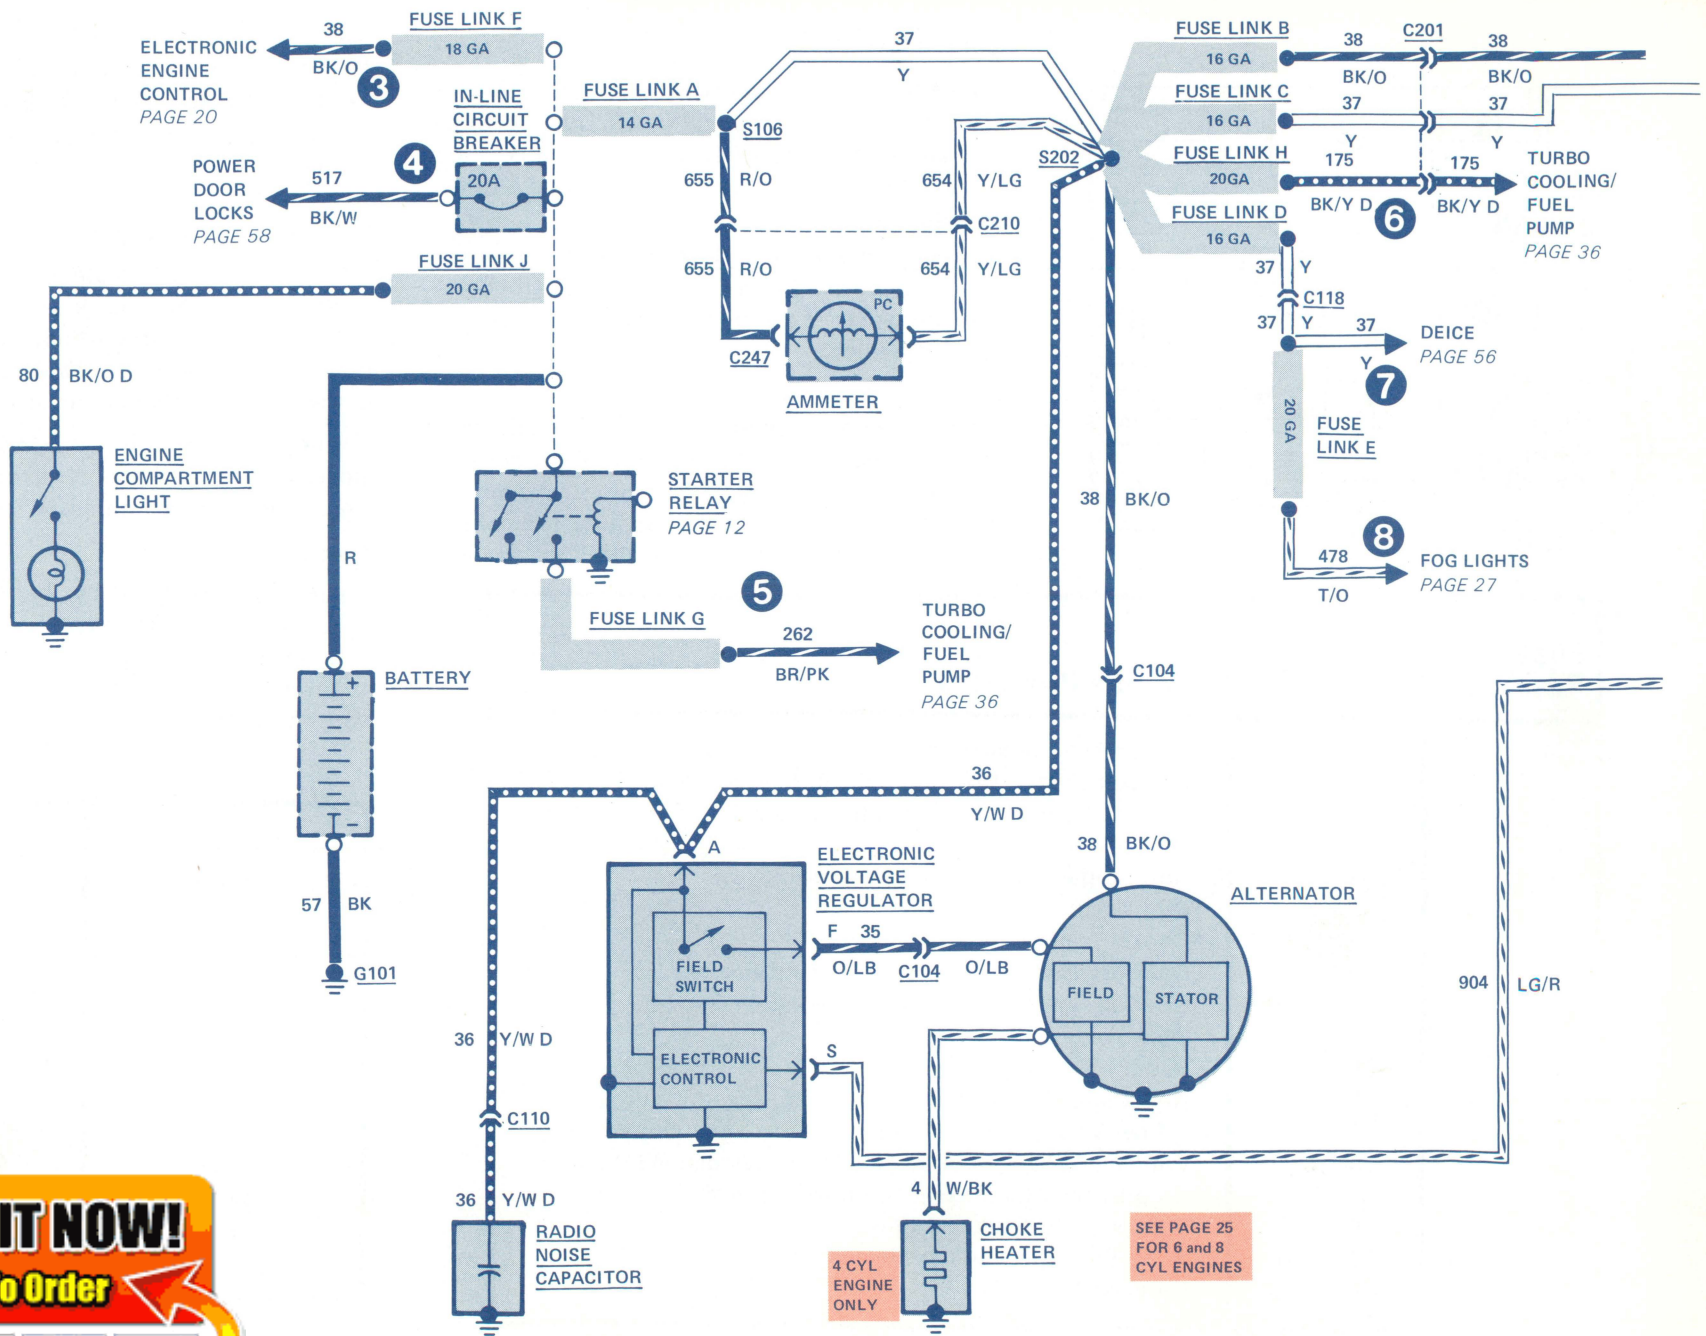 FUSE LINK F
18 GA
38
BK/O
ELECTRONIC
ENGINE
CONTROL
PAGE 20
3
IN-LINE
CIRCUIT
BREAKER
20A
4
517
BK/W
POWER
DOOR
LOCKS
PAGE 58
FUSE LINK J
20 GA
80
BK/O D
ENGINE
COMPARTMENT
LIGHT
FUSE LINK A
14 GA
S106
37
Y
655
R/O
654
Y/LG
C210
655
R/O
654
Y/LG
C247
PC
AMMETER
S202
FUSE LINK B
16 GA
38
BK/O
C201
38
BK/O
FUSE LINK C
16 GA
37
Y
37
Y
FUSE LINK H
20GA
175
BK/Y D
175
BK/Y D
6
TURBO
COOLING/
FUEL
PUMP
PAGE 36
FUSE LINK D
16 GA
37
Y
C118
37
Y
37
Y
DEICE
PAGE 56
7
20 GA
FUSE
LINK E
8
478
T/O
FOG LIGHTS
PAGE 27
STARTER
RELAY
PAGE 12
R
5
FUSE LINK G
262
BR/PK
TURBO
COOLING/
FUEL
PUMP
PAGE 36
38
BK/O
C104
BATTERY
+
−
57
BK
G101
36
Y/W D
A
38
BK/O
ELECTRONIC
VOLTAGE
REGULATOR
FIELD
SWITCH
ELECTRONIC
CONTROL
F
35
O/LB
C104
O/LB
S
ALTERNATOR
FIELD
STATOR
904
LG/R
36
Y/W D
C110
36
Y/W D
RADIO
NOISE
CAPACITOR
4
W/BK
CHOKE
HEATER
4 CYL
ENGINE
ONLY
SEE PAGE 25
FOR 6 and 8
CYL ENGINES
IT NOW!
o Order